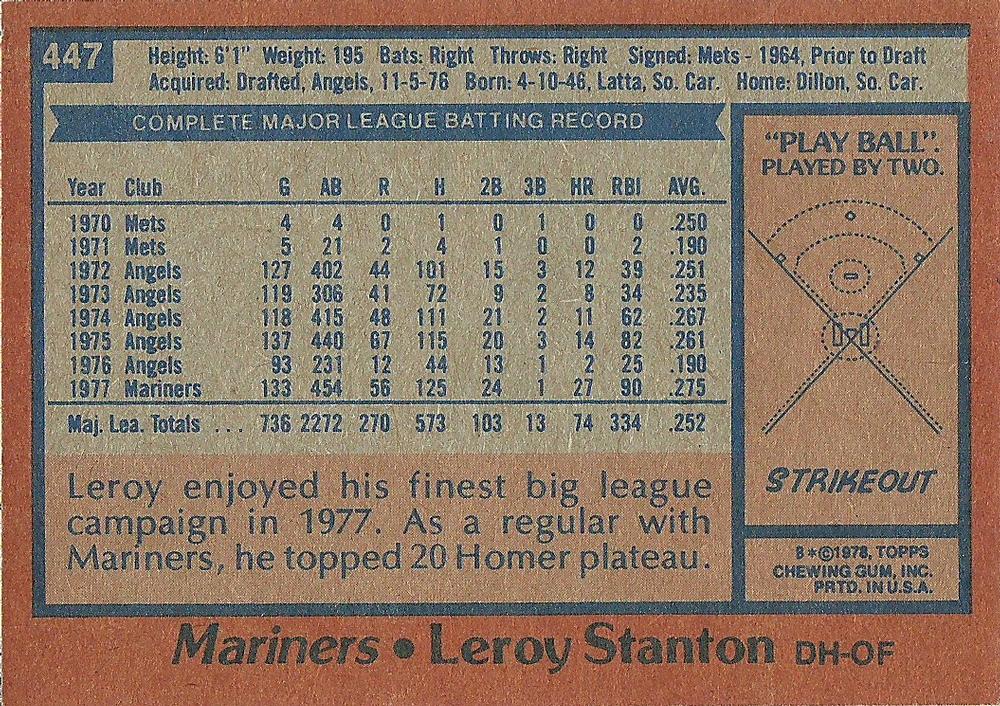 447
Height: 6'1" Weight: 195 Bats: Right Throws: Right Signed: Mets - 1964, Prior to Draft
Acquired: Drafted, Angels, 11-5-76 Born: 4-10-46, Latta, So. Car. Home: Dillon, So. Car.
COMPLETE MAJOR LEAGUE BATTING RECORD
Year Club G AB R H 2B 3B HR RBI AVG.
1970 Mets 4 4 0 1 0 1 0 0 .250
1971 Mets 5 21 2 4 1 0 0 2 .190
1972 Angels 127 402 44 101 15 3 12 39 .251
1973 Angels 119 306 41 72 9 2 8 34 .235
1974 Angels 118 415 48 111 21 2 11 62 .267
1975 Angels 137 440 67 115 20 3 14 82 .261
1976 Angels 93 231 12 44 13 1 2 25 .190
1977 Mariners 133 454 56 125 24 1 27 90 .275
Maj. Lea. Totals ... 736 2272 270 573 103 13 74 334 .252
Leroy enjoyed his finest big league
campaign in 1977. As a regular with
Mariners, he topped 20 Homer plateau.
"PLAY BALL".
PLAYED BY TWO.
STRIKEOUT
B*©1978, TOPPS
CHEWING GUM, INC.
PRTD. IN U.S.A.
Mariners • Leroy Stanton DH-OF